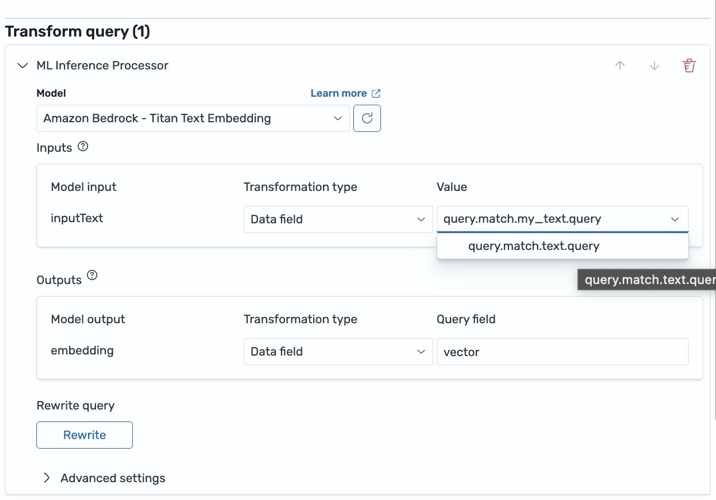 Transform query (1)
ML Inference Processor
Model
Learn more
Amazon Bedrock - Titan Text Embedding
Inputs
Model input
Transformation type
Value
inputText
Data field
query.match.my_text.query
query.match.text.query
Outputs
query.match.text.quer
Model output
Transformation type
Query field
embedding
Data field
vector
Rewrite query
Rewrite
Advanced settings